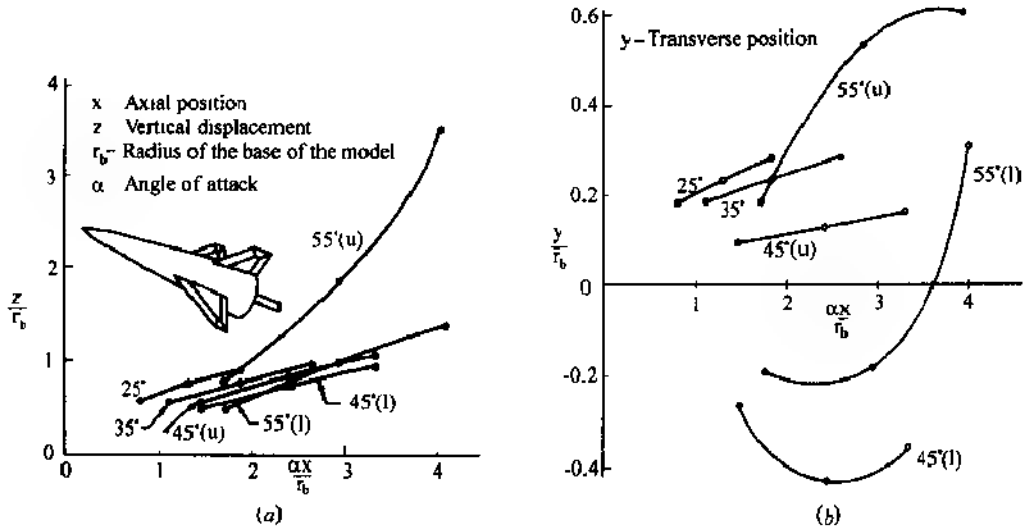 4
3
2
1
0
z
r_b
x Axial position
z Vertical displacement
r_b- Radius of the base of the model
α Angle of attack
55°(u)
25°
35°
45°(u)
55°(l)
45°(l)
0 1 2 3 4
αx
r_b
(a)
0.6
0.4
0.2
0
-0.2
-0.4
y
r_b
y-Transverse position
55°(u)
25°
35°
45°(u)
55°(l)
45°(l)
1 2 3 4
αx
r_b
(b)